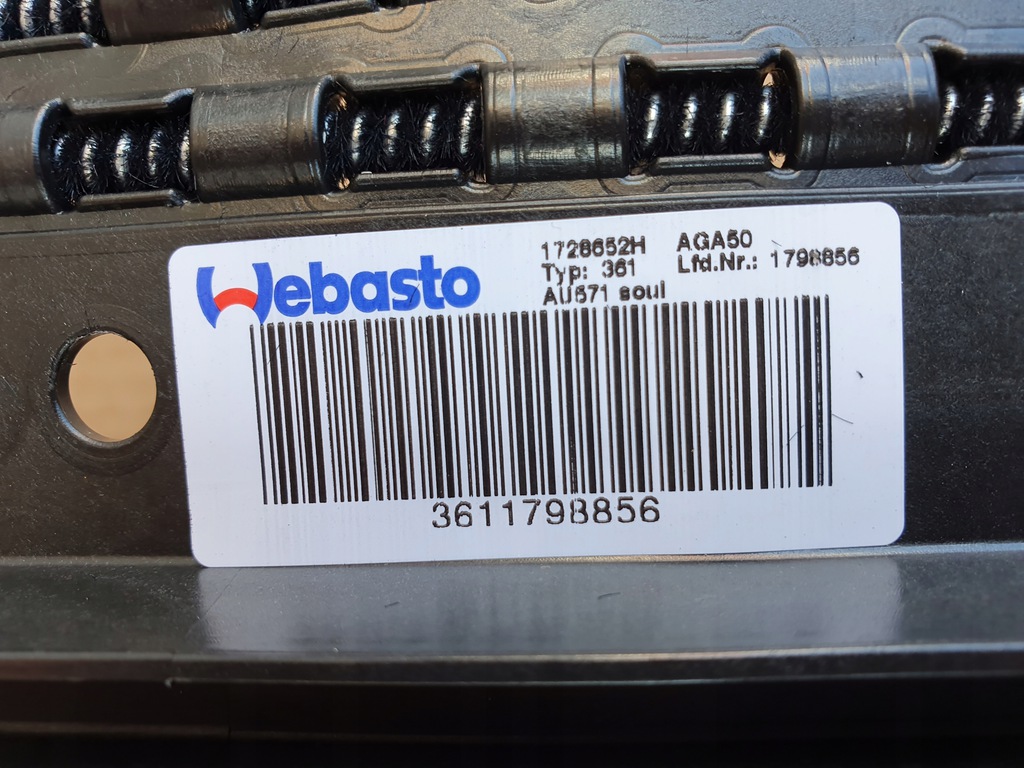 Webasto
1728652H AGA50
Typ: 361 Lfd.Nr.: 1798856
AU571 soul
3611798856